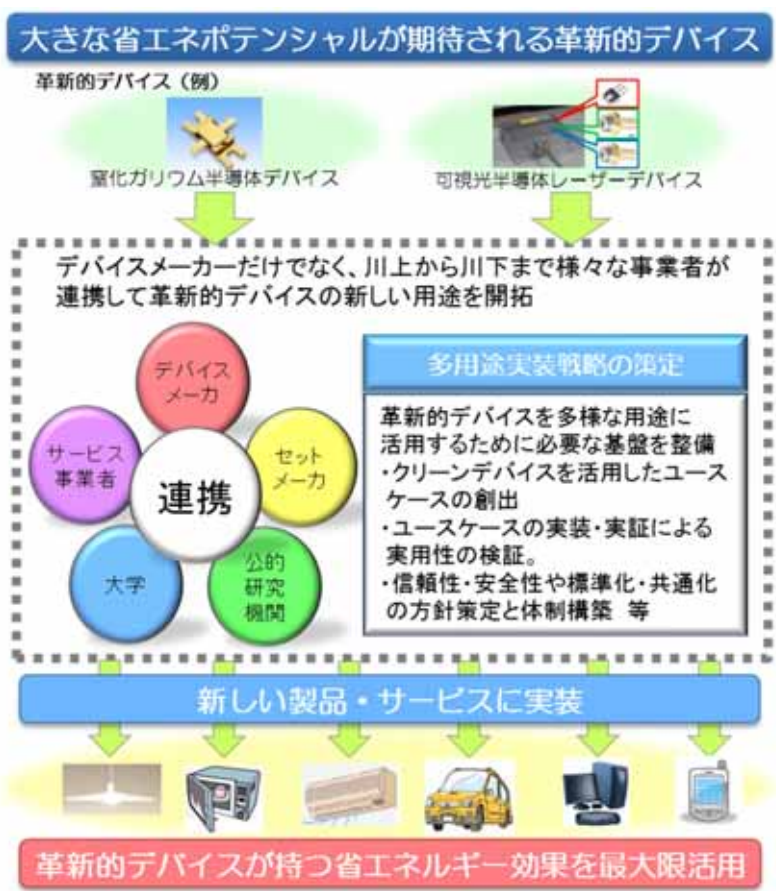 大きな省エネポテンシャルが期待される革新的デバイス
革新的デバイス（例）
窒化ガリウム半導体デバイス
可視光半導体レーザーデバイス
デバイスメーカーだけでなく、川上から川下まで様々な事業者が
連携して革新的デバイスの新しい用途を開拓
デバイス
メーカ
サービス
事業者
セット
メーカ
連携
大学
公的
研究
機関
多用途実装戦略の策定
革新的デバイスを多様な用途に
活用するために必要な基盤を整備
・クリーンデバイスを活用したユース
ケースの創出
・ユースケースの実装・実証による
実用性の検証。
・信頼性・安全性や標準化・共通化
の方針策定と体制構築 等
新しい製品・サービスに実装
革新的デバイスが持つ省エネルギー効果を最大限活用